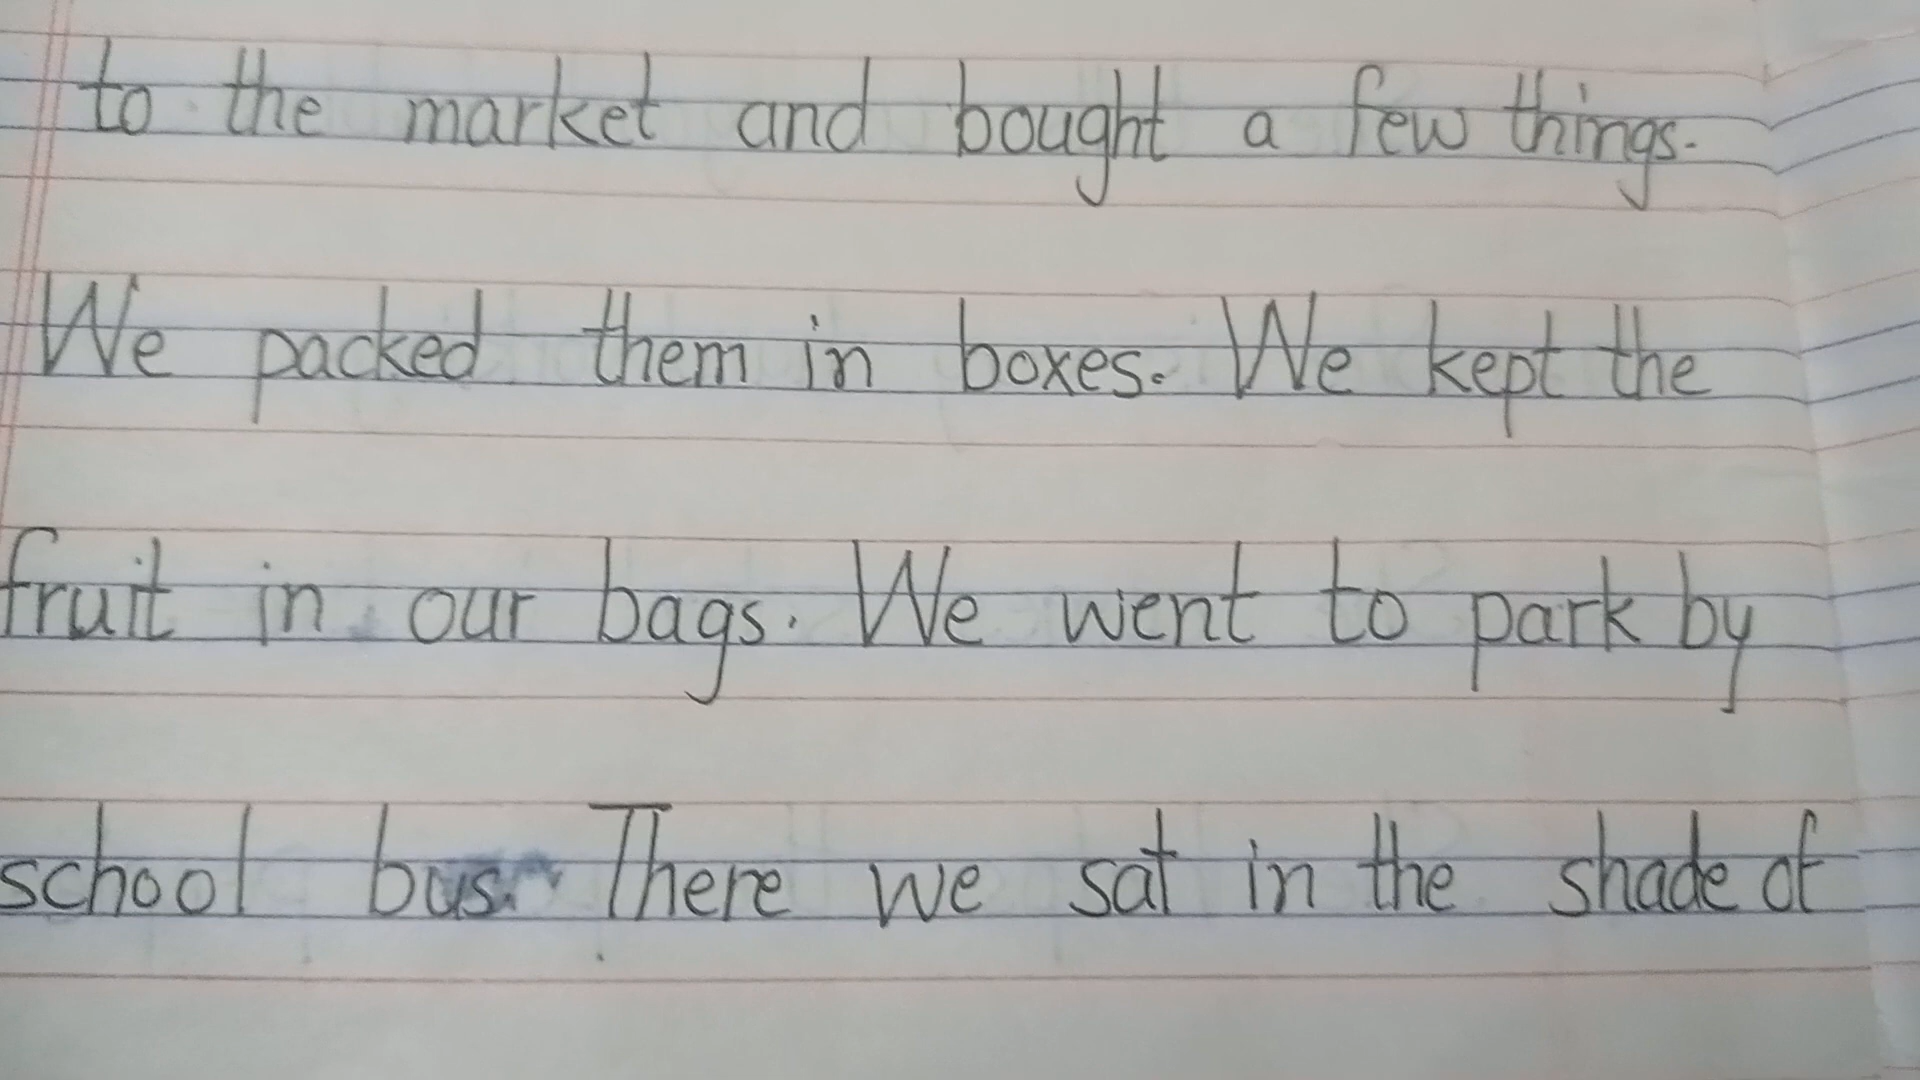 to the market and bought a few things.
We packed them in boxes. We kept the
fruit in our bags. We went to park by
school bus. There we sat in the shade of